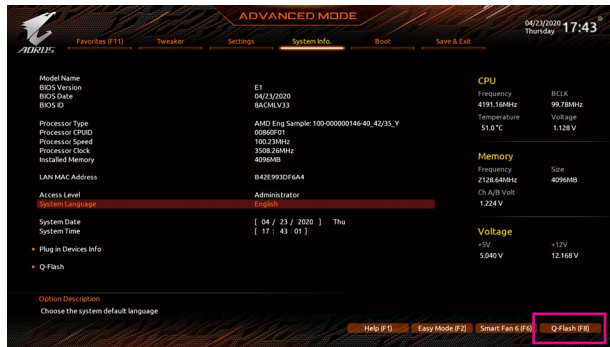 ADVANCED MODE
04/23/2020 Thursday 17:43
AORUS
Favorites (F11) Tweaker Settings System Info. Boot Save & Exit
Model Name
BIOS Version E1
BIOS Date 04/23/2020
BIOS ID 8ACMLV33
Processor Type AMD Eng Sample: 100-000000146-40_42/35_Y
Processor CPUID 00860F01
Processor Speed 100.23MHz
Processor Clock 3508.26MHz
Installed Memory 4096MB
LAN MAC Address B42E993DF6A4
Access Level Administrator
System Language English
System Date [ 04 / 23 / 2020 ] Thu
System Time [ 17 : 43 : 01 ]
Plug in Devices Info
Q-Flash
CPU
Frequency BCLK
4191.16MHz 99.78MHz
Temperature Voltage
51.0 °C 1.128 V
Memory
Frequency Size
2128.64MHz 4096MB
Ch A/B Volt
1.224 V
Voltage
+5V +12V
5.040 V 12.168 V
Option Description
Choose the system default language
Help (F1) Easy Mode (F2) Smart Fan 6 (F6) Q-Flash (F8)